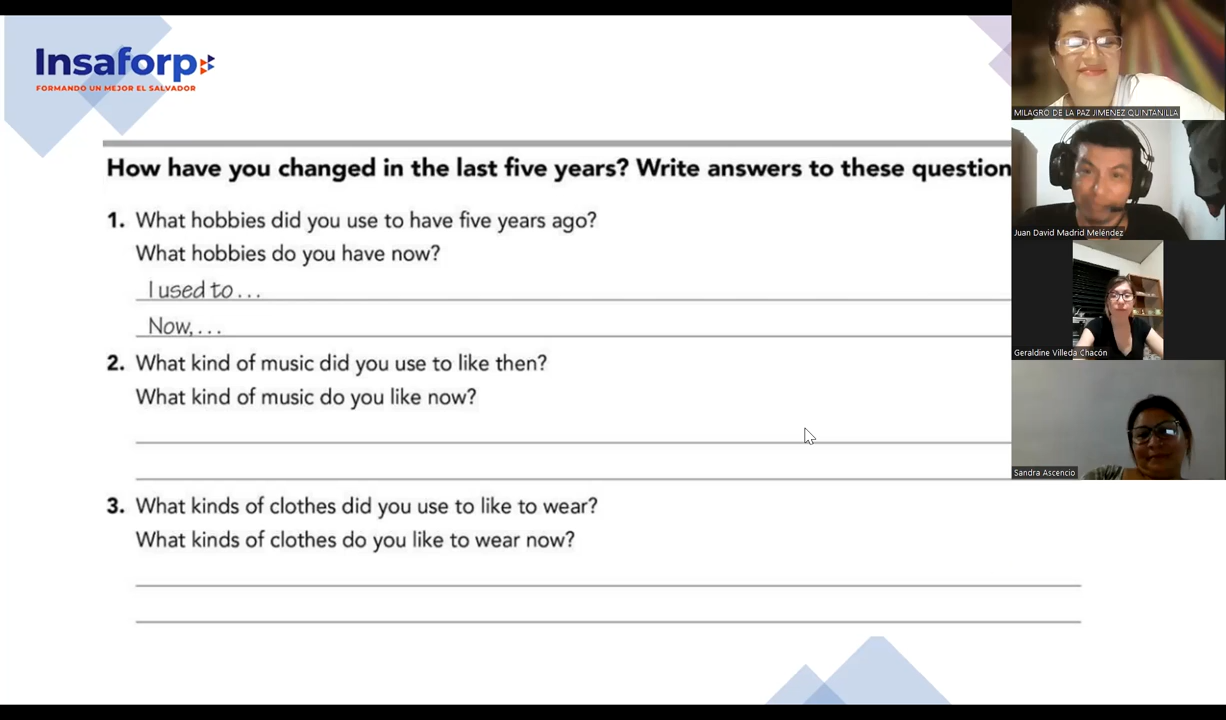 Insaforp
FORMANDO UN MEJOR EL SALVADOR
How have you changed in the last five years? Write answers to these question
1. What hobbies did you use to have five years ago?
What hobbies do you have now?
I used to...
Now,...
2. What kind of music did you use to like then?
What kind of music do you like now?
3. What kinds of clothes did you use to like to wear?
What kinds of clothes do you like to wear now?
MILAGRO DE LA PAZ JIMENEZ QUINTANILLA
Juan David Madrid Meléndez
Geraldine Villeda Chacón
Sandra Ascencio